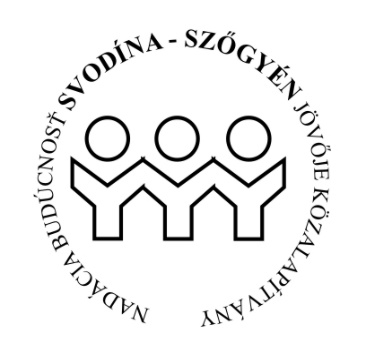 NADÁCIA BUDÚCNOSŤ SVODÍNA - SZŐGYÉN JÖVŐJE KÖZALAPÍTVÁNY